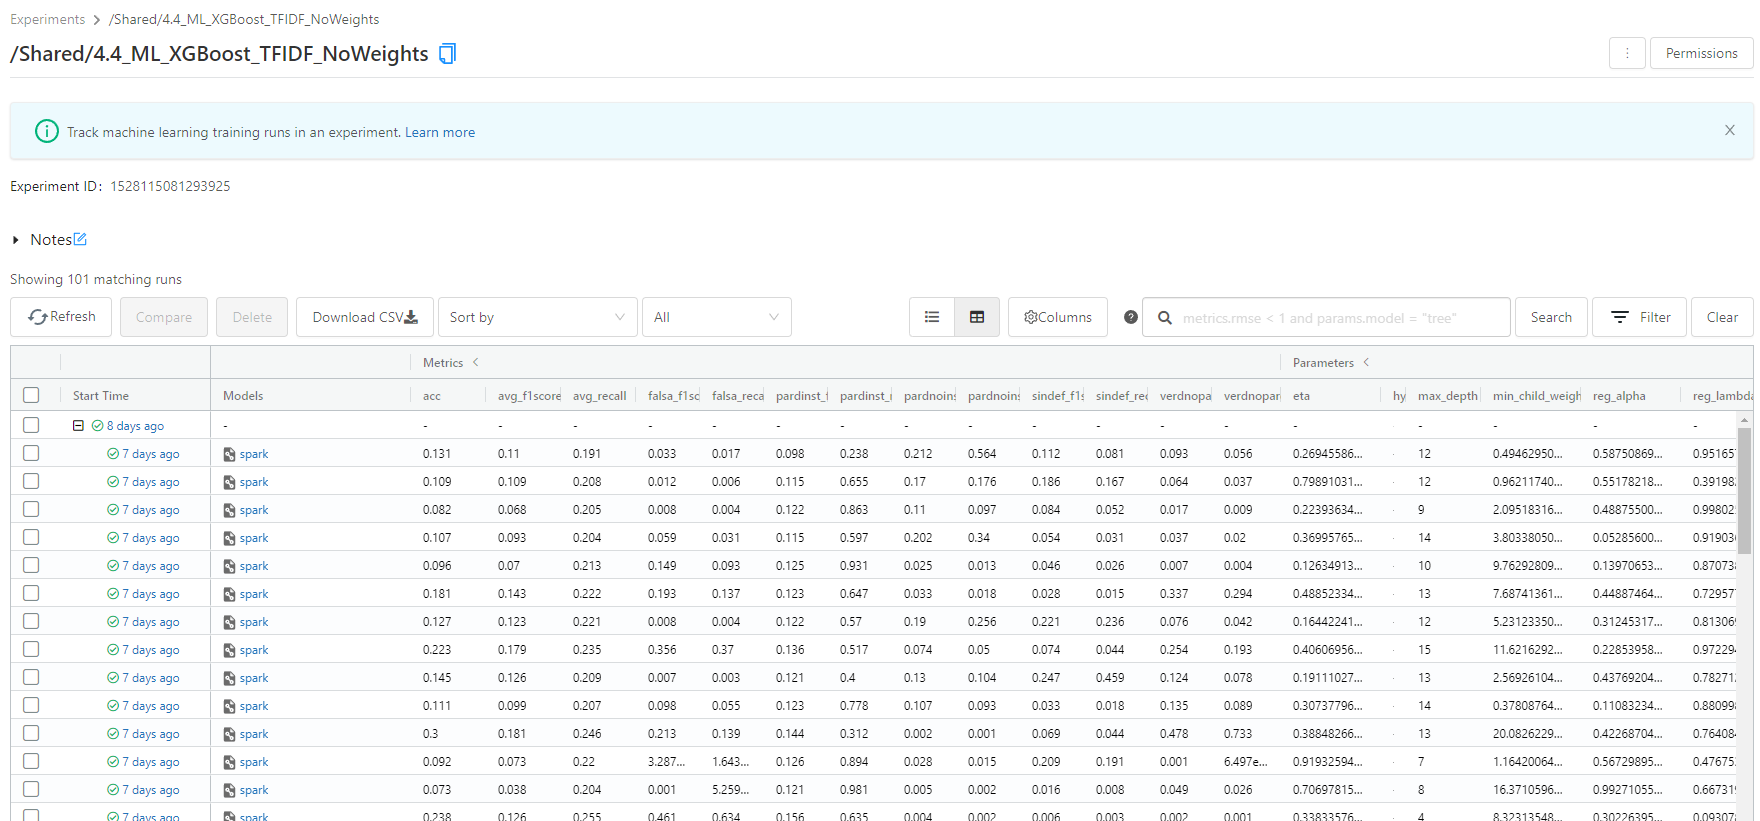 Experiments > /Shared/4.4_ML_XGBoost_TFIDF_NoWeights
/Shared/4.4_ML_XGBoost_TFIDF_NoWeights
Permissions
Track machine learning training runs in an experiment. Learn more
Experiment ID: 1528115081293925
Notes
Showing 101 matching runs
Refresh Compare Delete Download CSV Sort by All Columns ? metrics.rmse < 1 and params.model = "tree" Search Filter Clear
Metrics < Parameters <
Start Time Models acc avg_f1score avg_recall falsa_f1sc falsa_reca pardinst_f pardinst_r pardnoins pardnoins sindef_f1s sindef_rec verdnopa verdnopar eta hy max_depth min_child_weigh reg_alpha reg_lambda
8 days ago - - - - - - - - - - - - - - - - - - -
7 days ago spark 0.131 0.11 0.191 0.033 0.017 0.098 0.238 0.212 0.564 0.112 0.081 0.093 0.056 0.26945586... 12 0.49462950... 0.58750869... 0.95165
7 days ago spark 0.109 0.109 0.208 0.012 0.006 0.115 0.655 0.17 0.176 0.186 0.167 0.064 0.037 0.79891031... 12 0.96211740... 0.55178218... 0.39198
7 days ago spark 0.082 0.068 0.205 0.008 0.004 0.122 0.863 0.11 0.097 0.084 0.052 0.017 0.009 0.22393634... 9 2.09518316... 0.48875500... 0.99802
7 days ago spark 0.107 0.093 0.204 0.059 0.031 0.115 0.597 0.202 0.34 0.054 0.031 0.037 0.02 0.36995765... 14 3.80338050... 0.05285600... 0.91903
7 days ago spark 0.096 0.07 0.213 0.149 0.093 0.125 0.931 0.025 0.013 0.046 0.026 0.007 0.004 0.12634913... 10 9.76292809... 0.13970653... 0.87073
7 days ago spark 0.181 0.143 0.222 0.193 0.137 0.123 0.647 0.033 0.018 0.028 0.015 0.337 0.294 0.48852334... 13 7.68741361... 0.44887464... 0.72957
7 days ago spark 0.127 0.123 0.221 0.008 0.004 0.122 0.57 0.19 0.256 0.221 0.236 0.076 0.042 0.16442241... 12 5.23123350... 0.31245317... 0.81306
7 days ago spark 0.223 0.179 0.235 0.356 0.37 0.136 0.517 0.074 0.05 0.074 0.044 0.254 0.193 0.40606956... 15 11.6216292... 0.22853958... 0.97229
7 days ago spark 0.145 0.126 0.209 0.007 0.003 0.121 0.4 0.13 0.104 0.247 0.459 0.124 0.078 0.19111027... 13 2.56926104... 0.43769204... 0.78271
7 days ago spark 0.111 0.099 0.207 0.098 0.055 0.123 0.778 0.107 0.093 0.033 0.018 0.135 0.089 0.30737796... 14 0.37808764... 0.11083234... 0.88099
7 days ago spark 0.3 0.181 0.246 0.213 0.139 0.144 0.312 0.002 0.001 0.069 0.044 0.478 0.733 0.38848266... 13 20.0826229... 0.42268704... 0.76408
7 days ago spark 0.092 0.073 0.22 3.287... 1.643... 0.126 0.894 0.028 0.015 0.209 0.191 0.001 6.497e... 0.91932594... 7 1.16420064... 0.56729895... 0.47675
7 days ago spark 0.073 0.038 0.204 0.001 5.259... 0.121 0.981 0.005 0.002 0.016 0.008 0.049 0.026 0.70697815... 8 16.3710596... 0.99271055... 0.66731
7 days ago spark 0.238 0.126 0.255 0.461 0.634 0.156 0.635 0.004 0.002 0.006 0.003 0.002 0.001 0.33833576... 4 8.32313548... 0.30226395... 0.09307